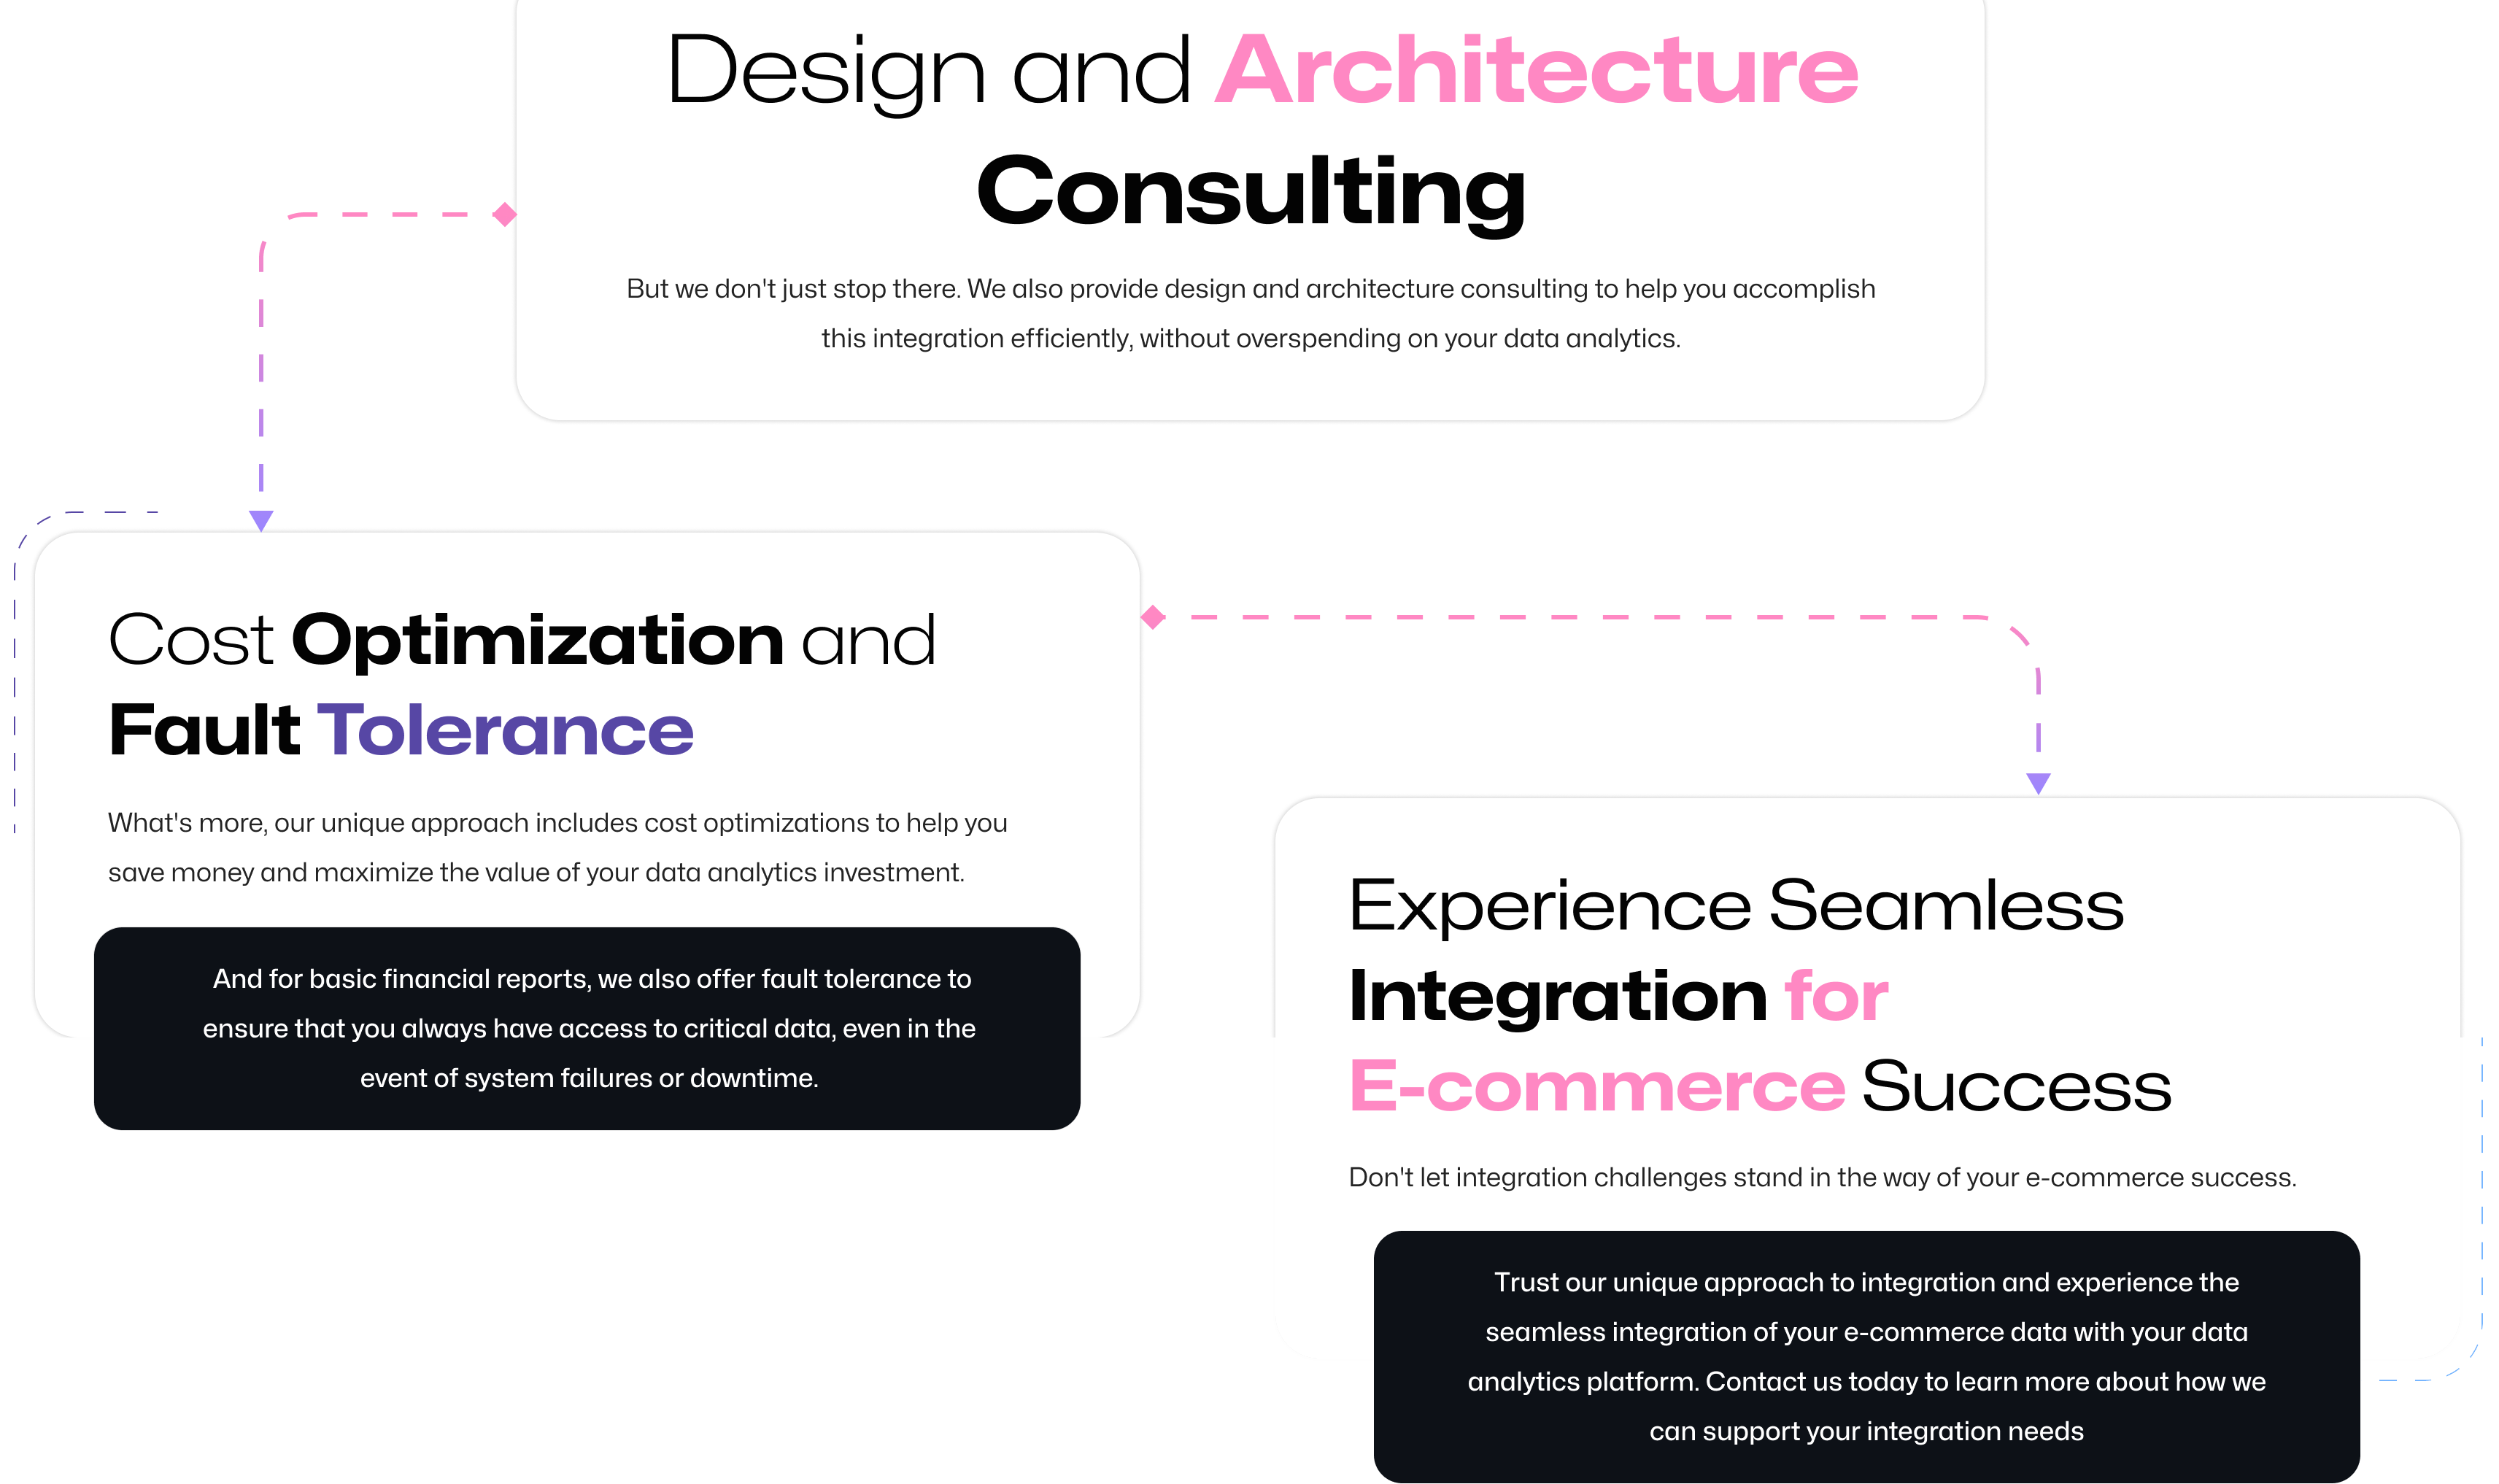 Design and Architecture
Consulting
But we don't just stop there. We also provide design and architecture consulting to help you accomplish
this integration efficiently, without overspending on your data analytics.
Cost Optimization and
Fault Tolerance
What's more, our unique approach includes cost optimizations to help you
save money and maximize the value of your data analytics investment.
And for basic financial reports, we also offer fault tolerance to
ensure that you always have access to critical data, even in the
event of system failures or downtime.
Experience Seamless
Integration for
E-commerce Success
Don't let integration challenges stand in the way of your e-commerce success.
Trust our unique approach to integration and experience the
seamless integration of your e-commerce data with your data
analytics platform. Contact us today to learn more about how we
can support your integration needs